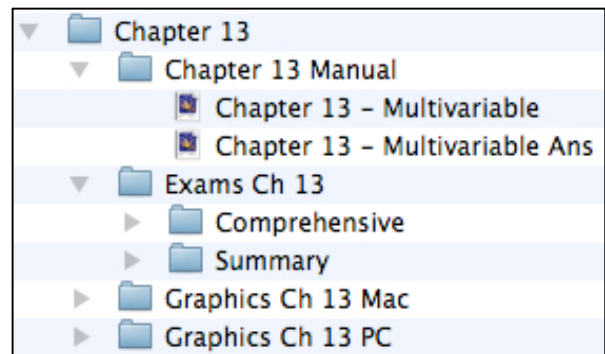 Chapter 13
Chapter 13 Manual
Chapter 13 – Multivariable
Chapter 13 – Multivariable Ans
Exams Ch 13
Comprehensive
Summary
Graphics Ch 13 Mac
Graphics Ch 13 PC